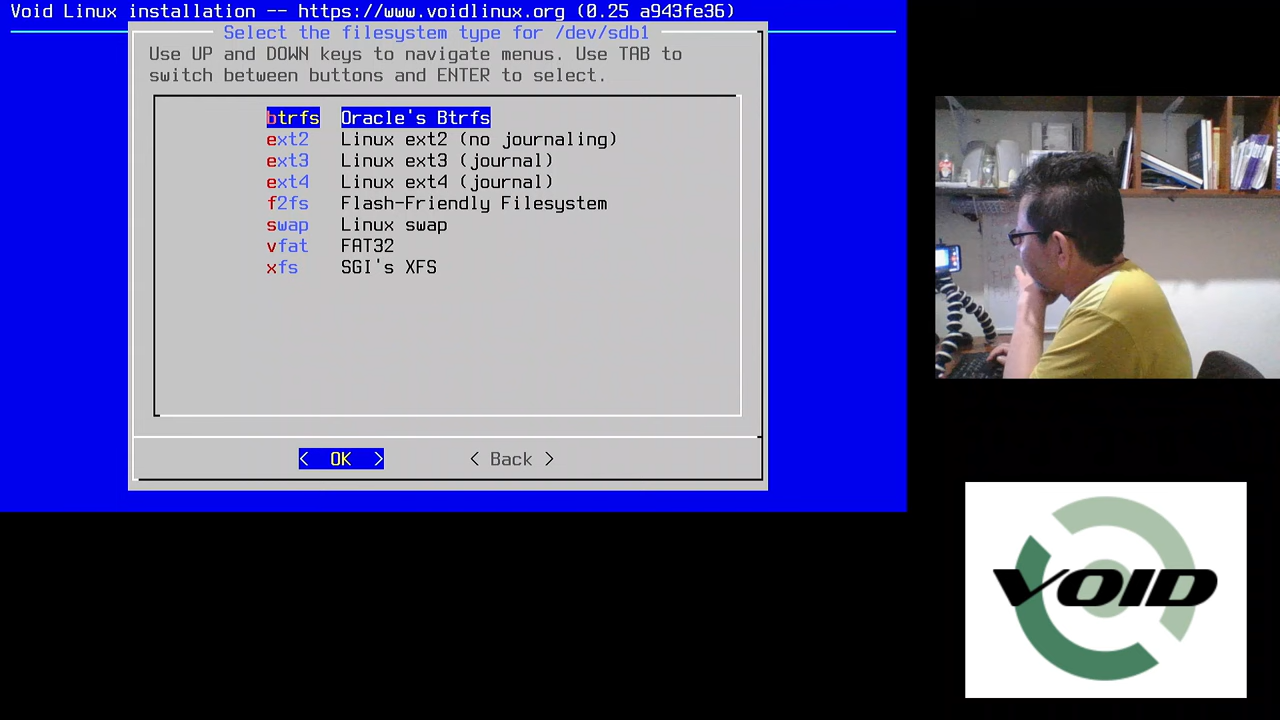 Void Linux installation -- https://www.voidlinux.org (0.25 a943fe36)
Select the filesystem type for /dev/sdb1
Use UP and DOWN keys to navigate menus. Use TAB to
switch between buttons and ENTER to select.
btrfs Oracle's Btrfs
ext2 Linux ext2 (no journaling)
ext3 Linux ext3 (journal)
ext4 Linux ext4 (journal)
f2fs Flash-Friendly Filesystem
swap Linux swap
vfat FAT32
xfs SGI's XFS
< OK > < Back >
VOID